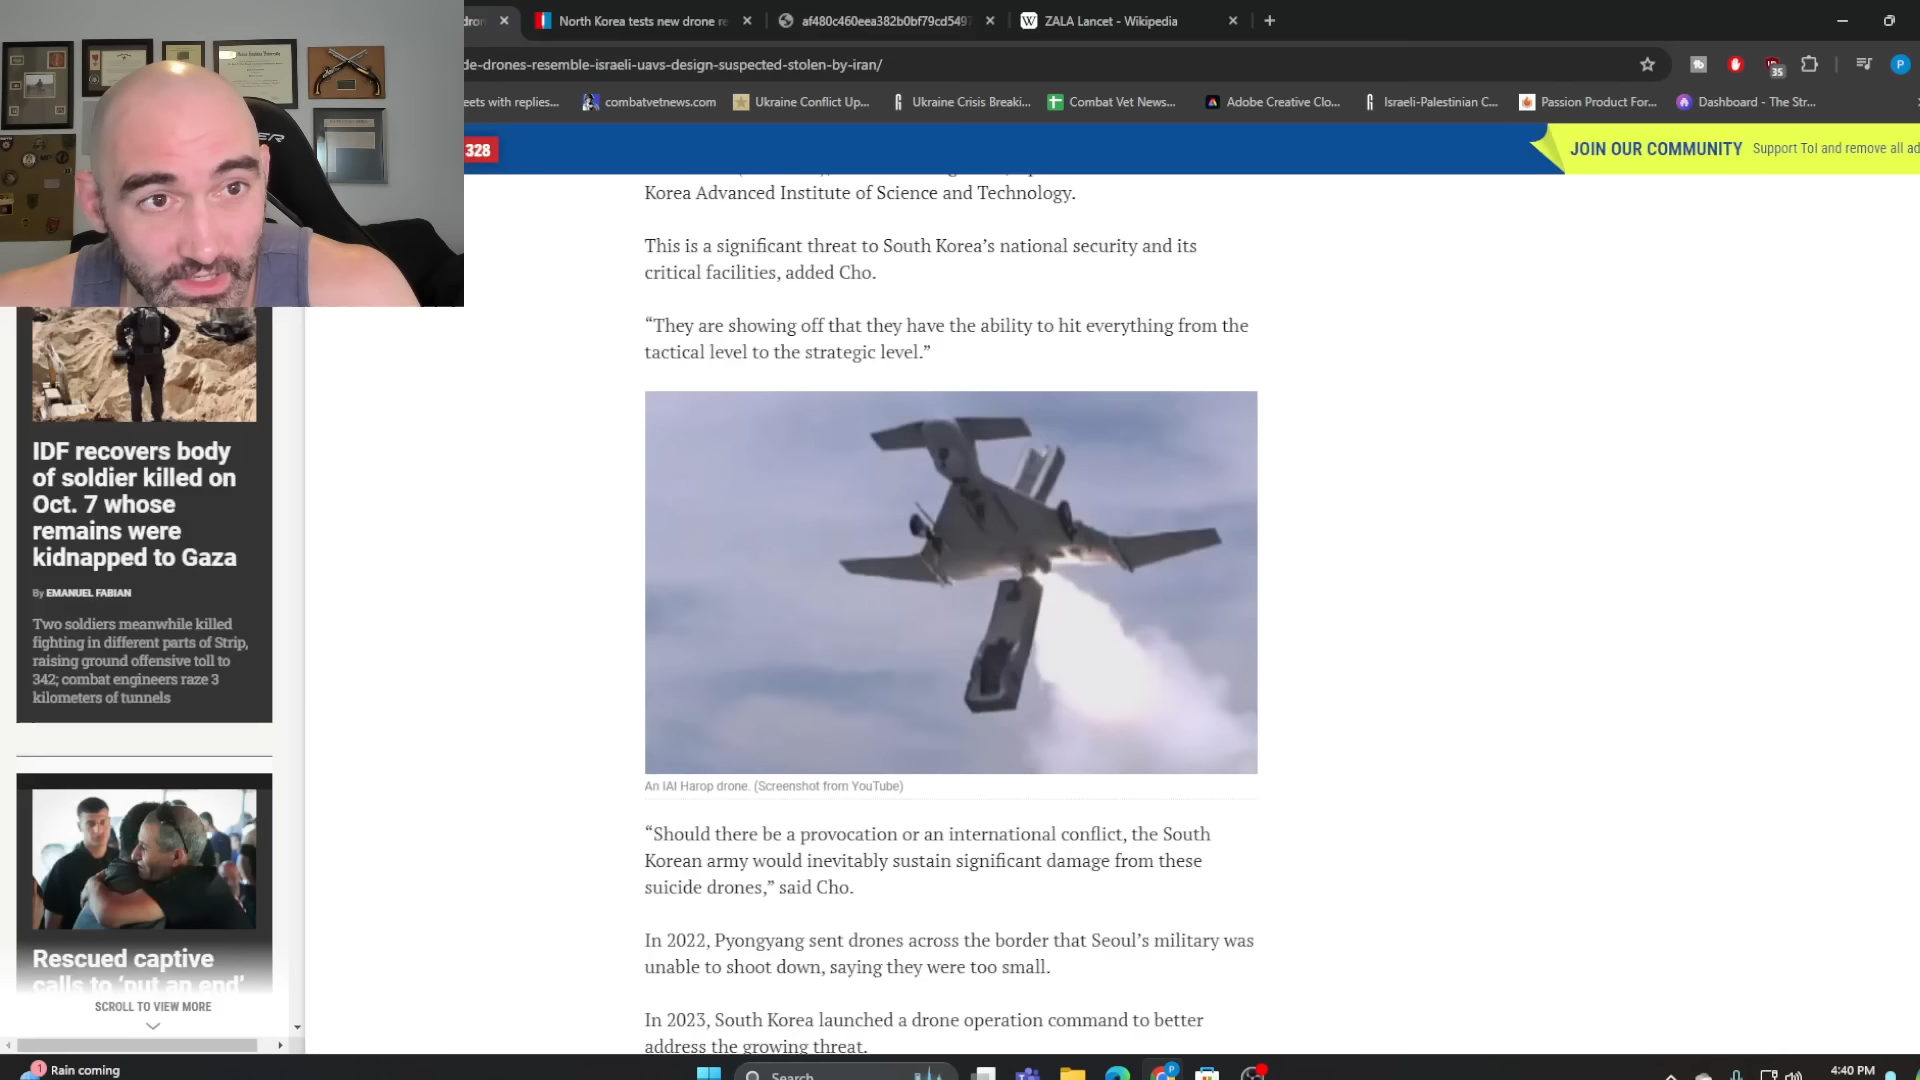 North Korea tests new drone re
af480c460eea382b0bf79cd5497
ZALA Lancet - Wikipedia
de-drones-resemble-israeli-uavs-design-suspected-stolen-by-iran/
35
P
eets with replies...
combatvetnews.com
Ukraine Conflict Up...
Ukraine Crisis Breaki...
Combat Vet News...
Adobe Creative Clo...
Israeli-Palestinian C...
Passion Product For...
Dashboard - The Str...
328
JOIN OUR COMMUNITY
Support ToI and remove all ad
Korea Advanced Institute of Science and Technology.
This is a significant threat to South Korea’s national security and its
critical facilities, added Cho.
“They are showing off that they have the ability to hit everything from the
tactical level to the strategic level.”
An IAI Harop drone. (Screenshot from YouTube)
“Should there be a provocation or an international conflict, the South
Korean army would inevitably sustain significant damage from these
suicide drones,” said Cho.
In 2022, Pyongyang sent drones across the border that Seoul’s military was
unable to shoot down, saying they were too small.
In 2023, South Korea launched a drone operation command to better
address the growing threat.
IDF recovers body
of soldier killed on
Oct. 7 whose
remains were
kidnapped to Gaza
By EMANUEL FABIAN
Two soldiers meanwhile killed
fighting in different parts of Strip,
raising ground offensive toll to
342; combat engineers raze 3
kilometers of tunnels
Rescued captive
calls to ‘put an end’
SCROLL TO VIEW MORE
1
Rain coming
Search
4:40 PM